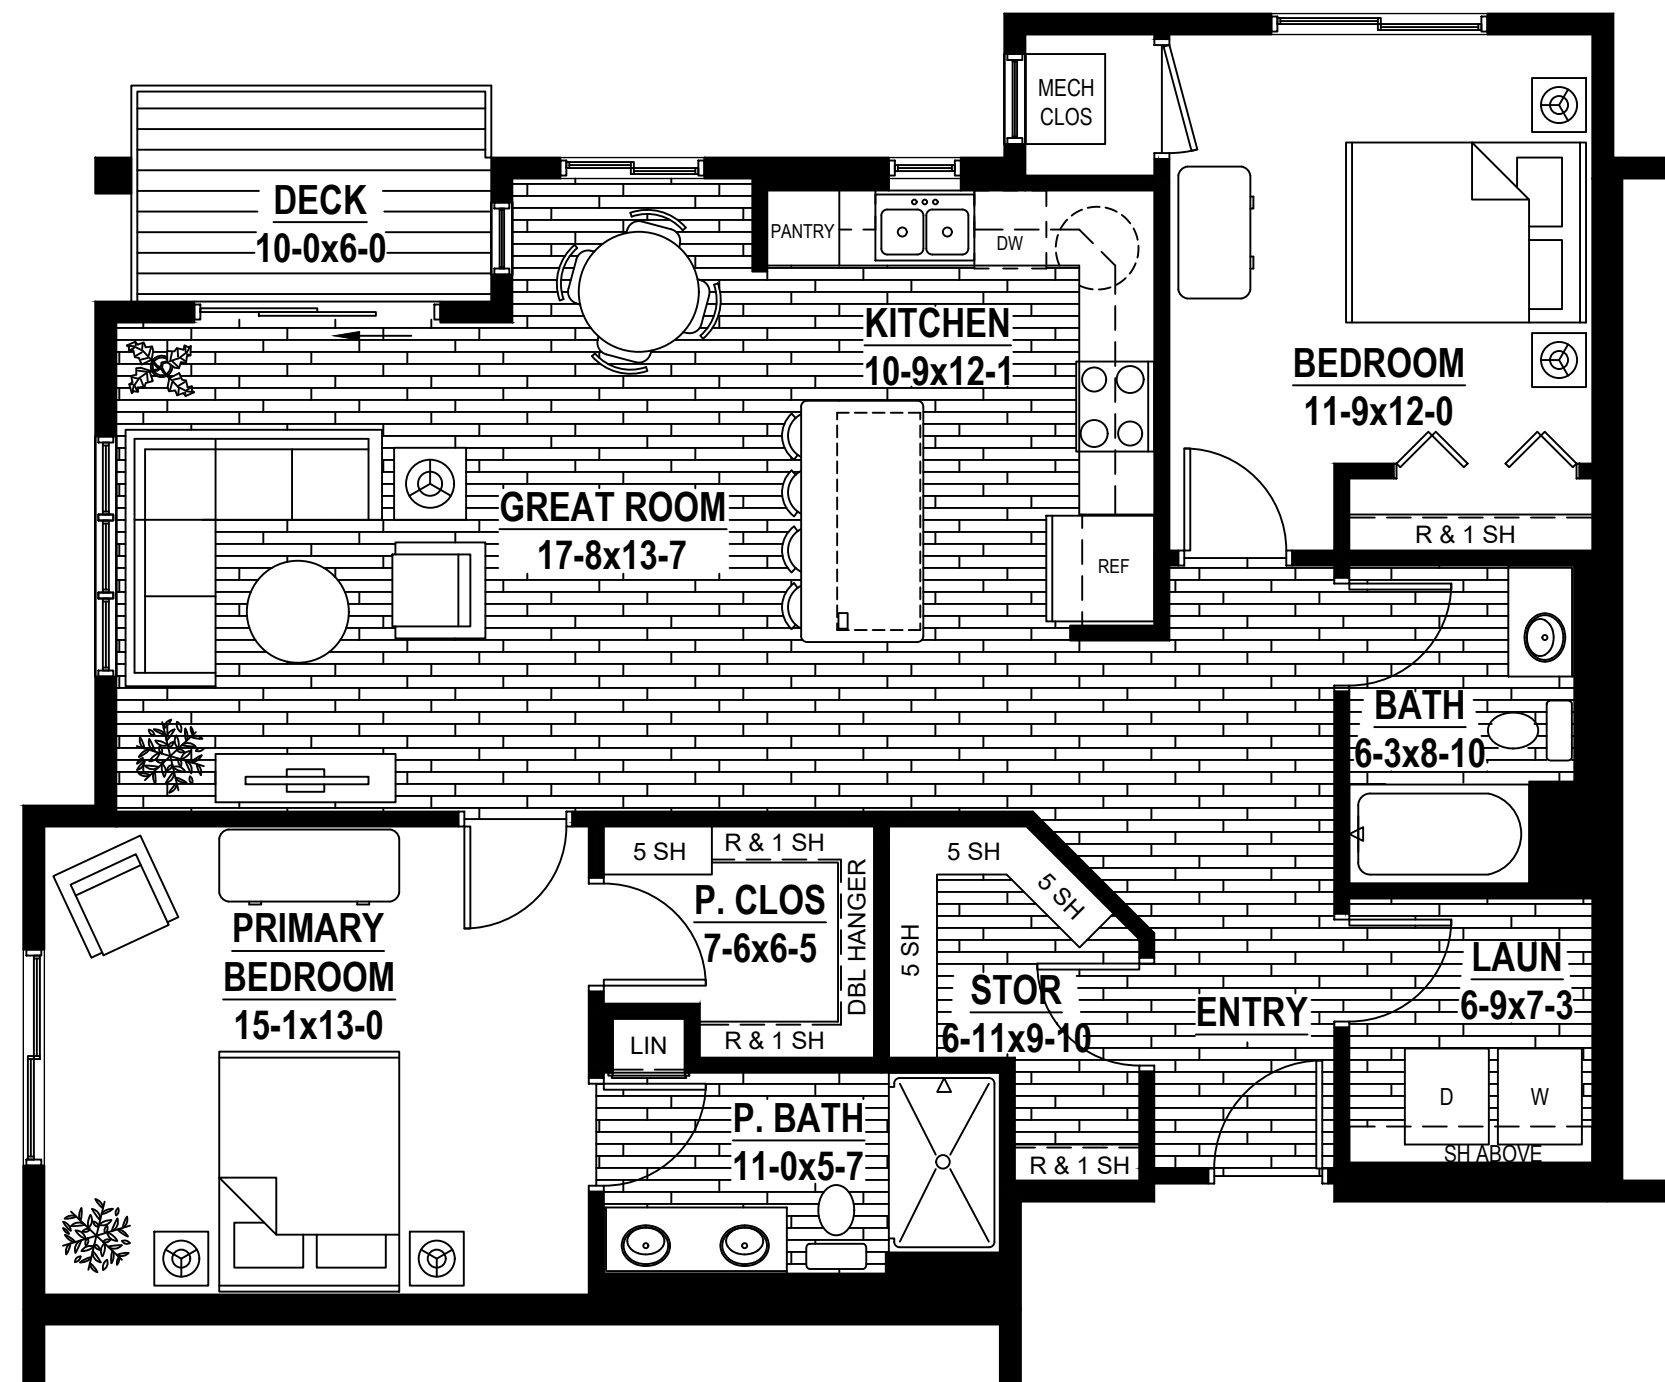 MECH
CLOS
DECK
10-0x6-0
PANTRY
DW
KITCHEN
10-9x12-1
BEDROOM
11-9x12-0
GREAT ROOM
17-8x13-7
R & 1 SH
REF
BATH
6-3x8-10
5 SH
R & 1 SH
5 SH
5 SH
P. CLOS
7-6x6-5
DBL HANGER
5 SH
PRIMARY
BEDROOM
15-1x13-0
LAUN
6-9x7-3
STOR
6-11x9-10
ENTRY
R & 1 SH
LIN
D
W
P. BATH
11-0x5-7
R & 1 SH
SH ABOVE